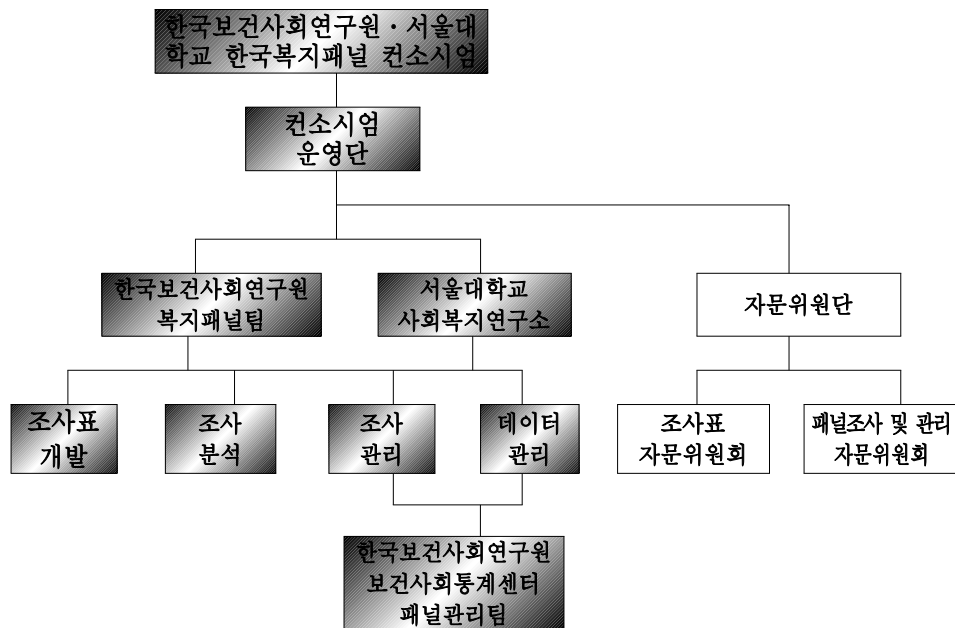 한국보건사회연구원·서울대
학교 한국복지패널 컨소시엄
컨소시엄
운영단
한국보건사회연구원
복지패널팀
서울대학교
사회복지연구소
자문위원단
조사표
개발
조사
분석
조사
관리
데이터
관리
조사표
자문위원회
패널조사 및 관리
자문위원회
한국보건사회연구원
보건사회통계센터
패널관리팀